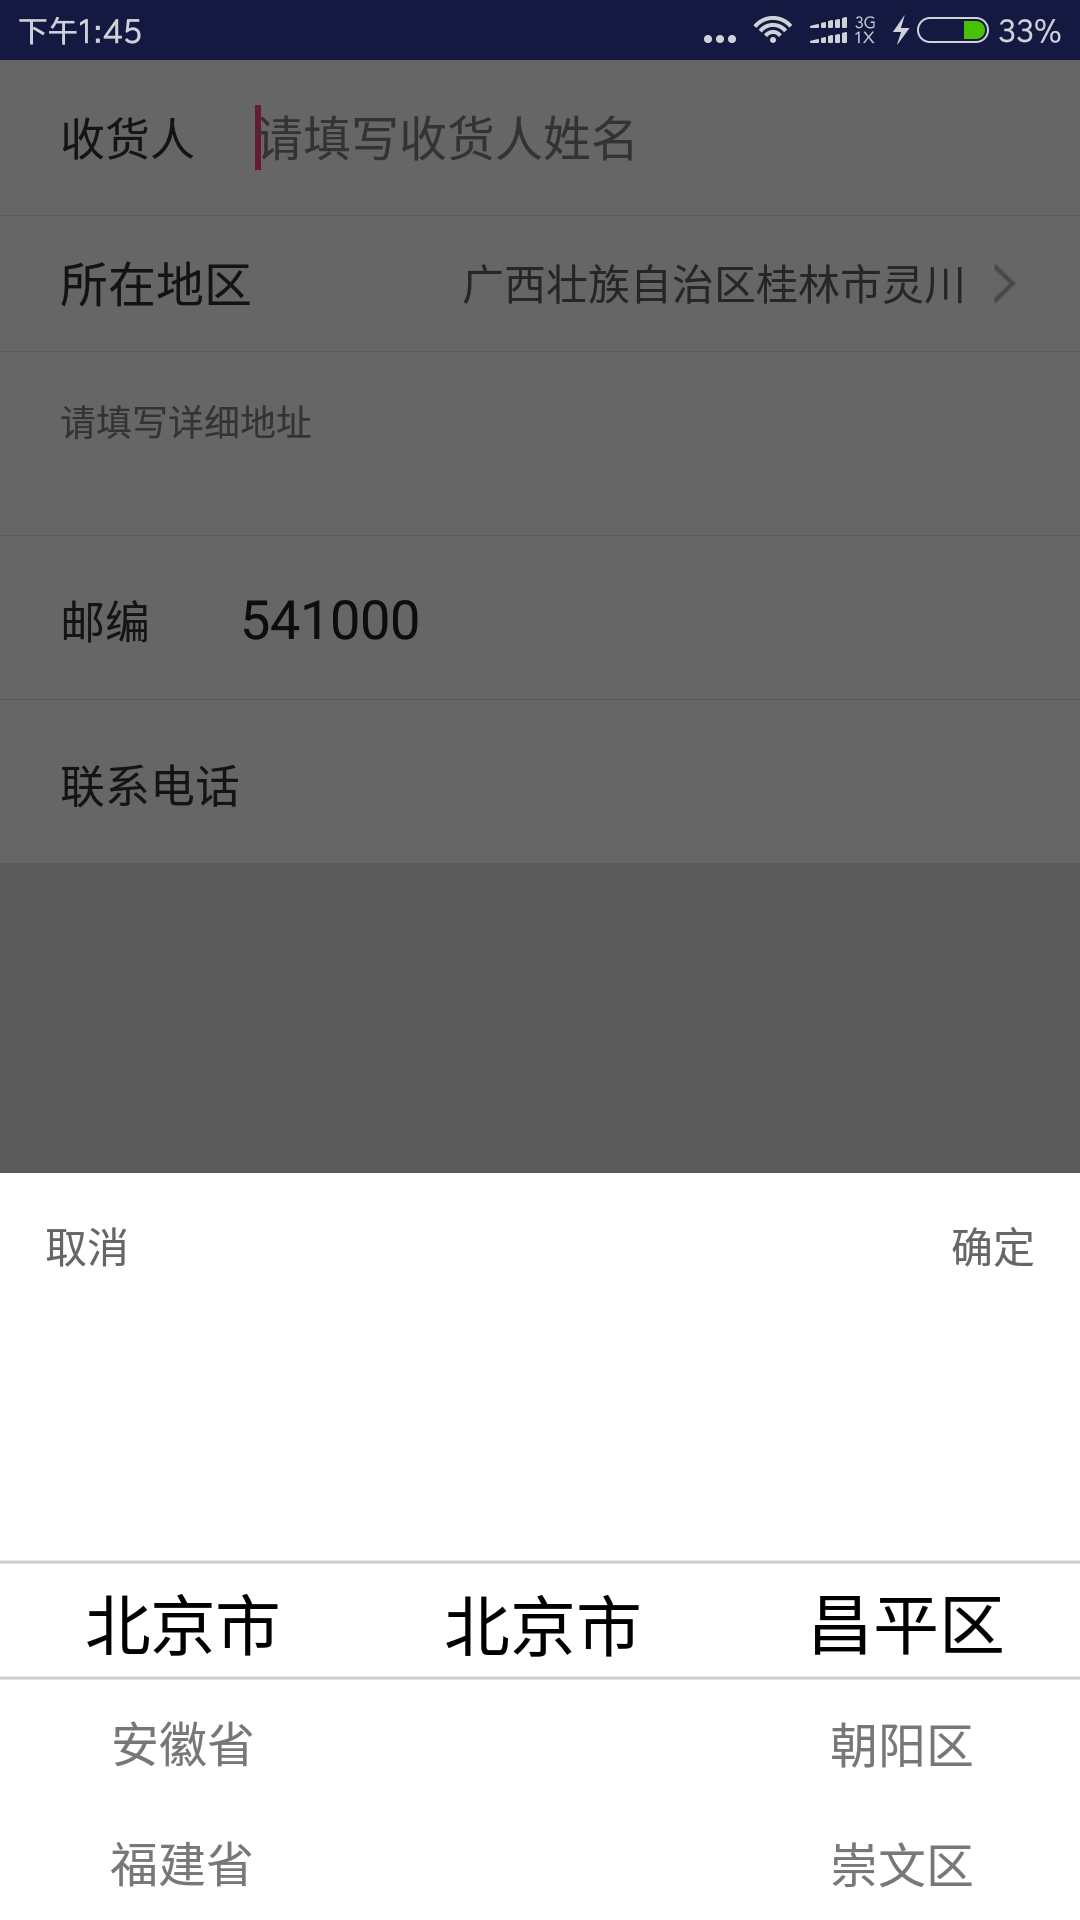 下午1:45 ... 3G 1X 33%
收货人 请填写收货人姓名
所在地区 广西壮族自治区桂林市灵川
请填写详细地址
邮编 541000
联系电话
取消 确定
北京市 北京市 昌平区
安徽省 朝阳区
福建省 崇文区